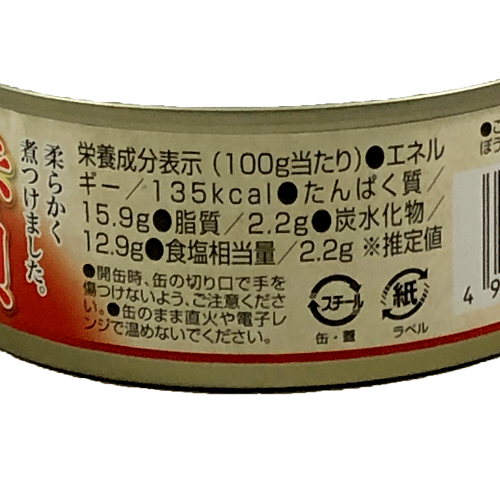 柔らかく
煮つけました。
栄養成分表示(100g当たり)●エネル
ギー/135kcal●たんぱく質/
15.9g●脂質/2.2g●炭水化物/
12.9g●食塩相当量/2.2g ※推定値
●開缶時、缶の切り口で手を
傷つけないよう、ご注意くださ
い。●缶のまま直火や電子レ
ンジで温めないでください。
スチール
缶・蓋
紙
ラベル
4 9